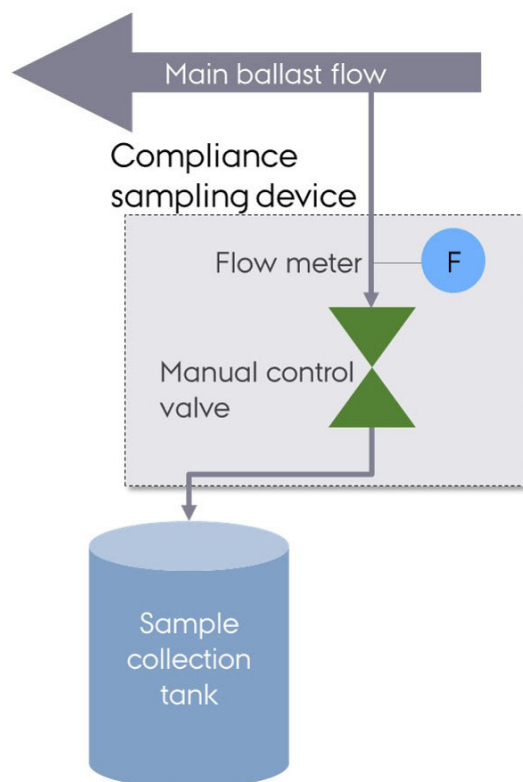 Main ballast flow
Compliance
sampling device
Flow meter
F
Manual control
valve
Sample
collection
tank